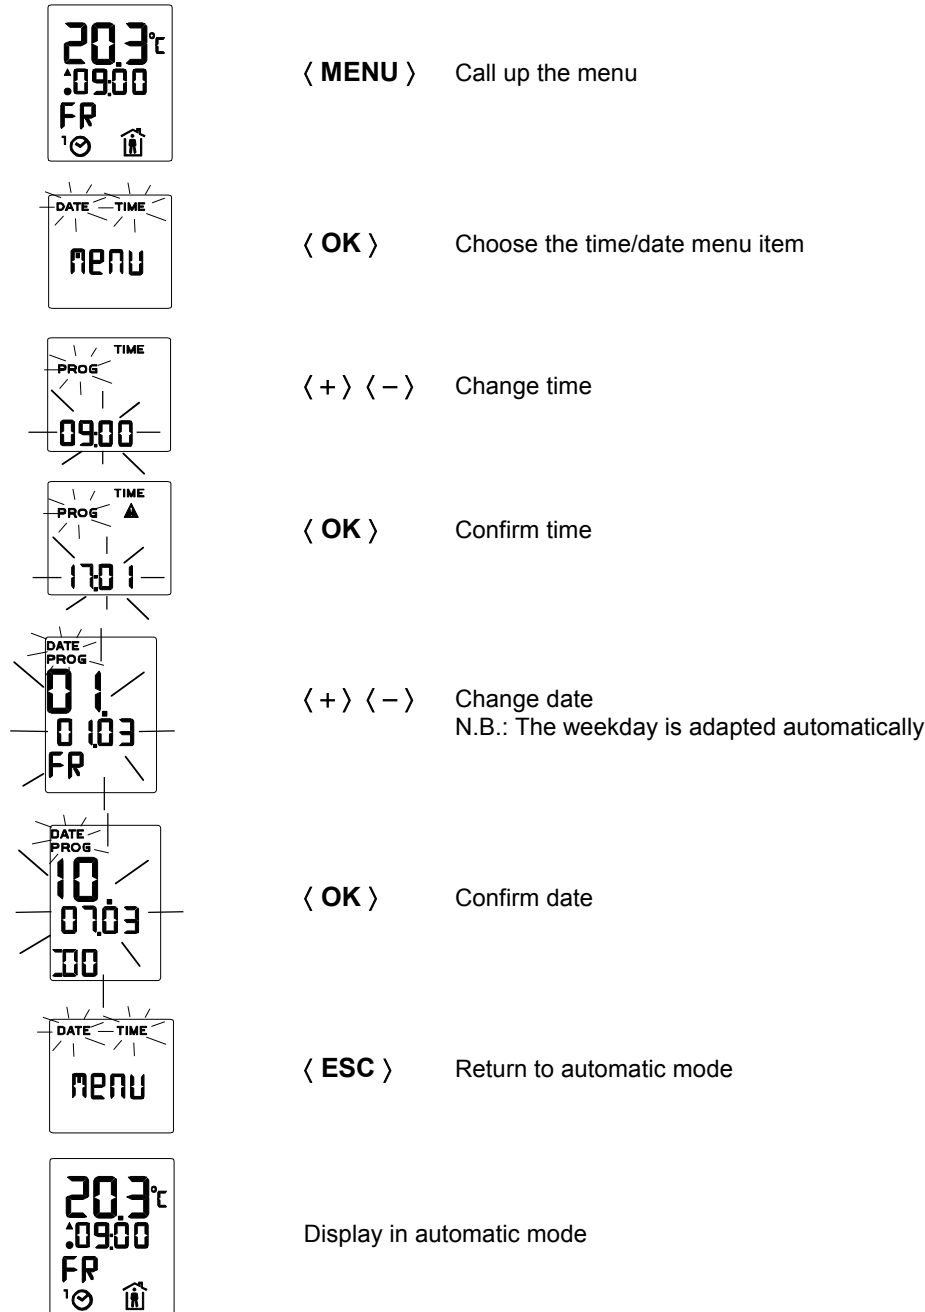 20.3°C
09:00
FR
1
〈 MENU 〉 Call up the menu
DATE TIME
MENU
〈 OK 〉 Choose the time/date menu item
TIME
PROG
09:00
〈 + 〉 〈 − 〉 Change time
TIME
PROG
17:01
〈 OK 〉 Confirm time
DATE
PROG
01.
01.03
FR
〈 + 〉 〈 − 〉 Change date
N.B.: The weekday is adapted automatically
DATE
PROG
10.
07.03
DO
〈 OK 〉 Confirm date
DATE TIME
MENU
〈 ESC 〉 Return to automatic mode
20.3°C
09:00
FR
1
Display in automatic mode